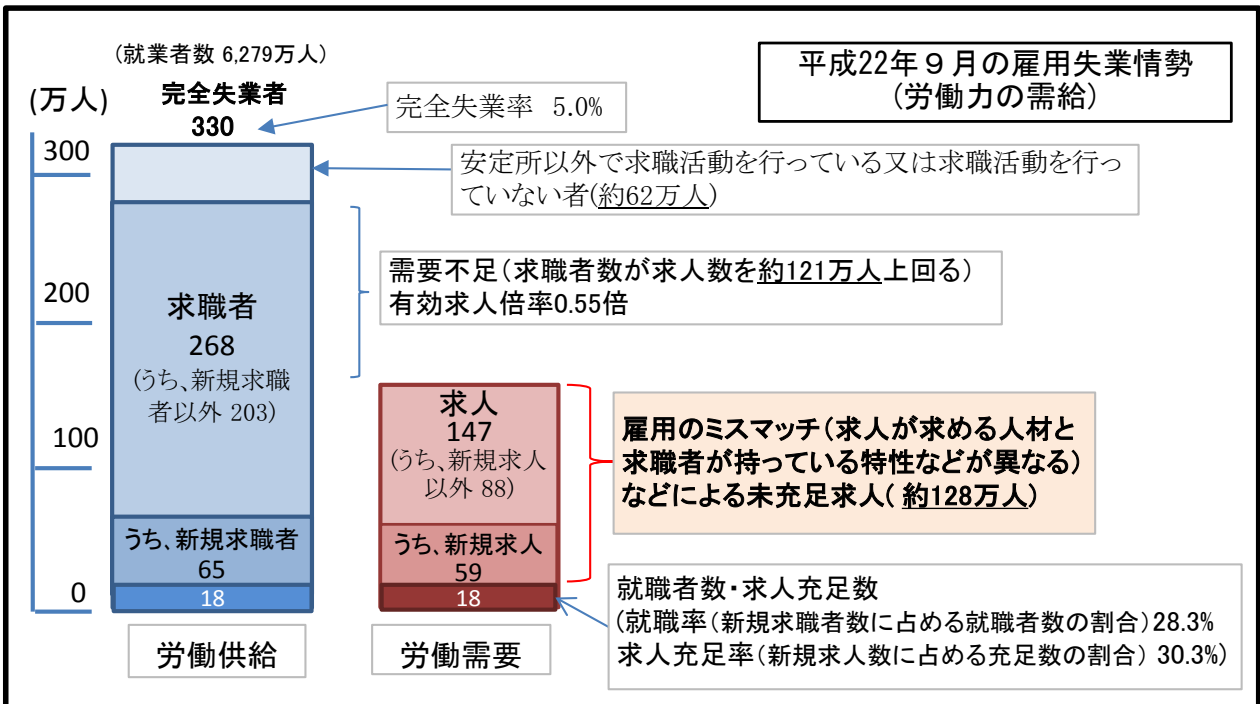 平成22年９月の雇用失業情勢
(労働力の需給)
(就業者数 6,279万人)
(万人)
完全失業者
330
完全失業率 5.0%
300
200
100
0
安定所以外で求職活動を行っている又は求職活動を行っ
ていない者(約62万人)
需要不足(求職者数が求人数を約121万人上回る)
有効求人倍率0.55倍
求職者
268
(うち、新規求職
者以外 203)
うち、新規求職者
65
18
労働供給
求人
147
(うち、新規求人
以外 88)
うち、新規求人
59
18
労働需要
雇用のミスマッチ(求人が求める人材と
求職者が持っている特性などが異なる)
などによる未充足求人( 約128万人)
就職者数・求人充足数
(就職率(新規求職者数に占める就職者数の割合)28.3%
求人充足率(新規求人数に占める充足数の割合) 30.3%)